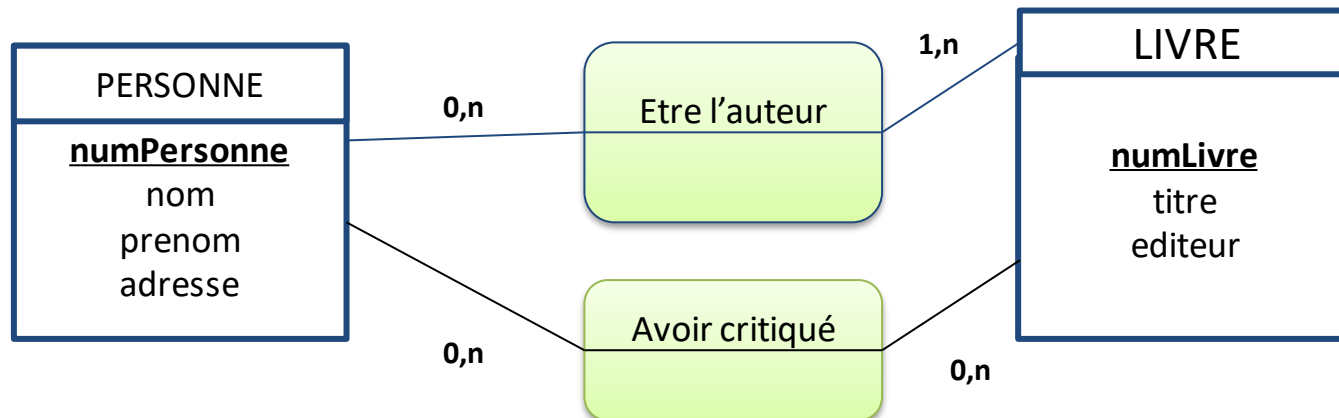 PERSONNE
numPersonne
nom
prenom
adresse
0,n
Etre l’auteur
1,n
LIVRE
numLivre
titre
editeur
0,n
Avoir critiqué
0,n